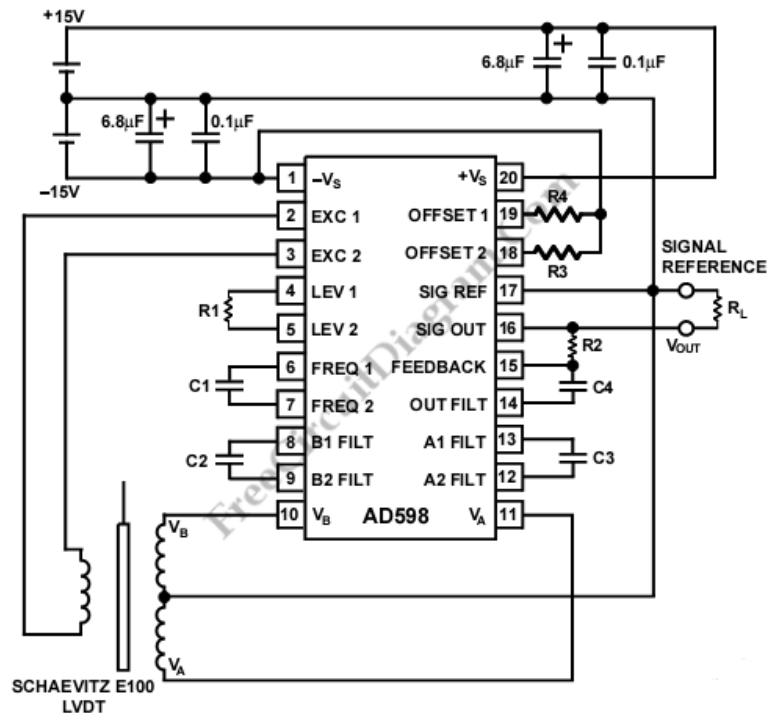 +15V
6.8µF
+
0.1µF
6.8µF
+
0.1µF
–15V
1
–VS
+VS
20
2
EXC 1
OFFSET 1
19
R4
3
EXC 2
OFFSET 2
18
R3
SIGNAL
REFERENCE
4
LEV 1
SIG REF
17
R1
RL
5
LEV 2
SIG OUT
16
R2
VOUT
6
FREQ 1
FEEDBACK
15
C1
C4
7
FREQ 2
OUT FILT
14
8
B1 FILT
A1 FILT
13
C2
C3
9
B2 FILT
A2 FILT
12
10
VB
AD598
VA
11
VB
VA
SCHAEVITZ E100
LVDT
FreeCircuitDiagram.Com